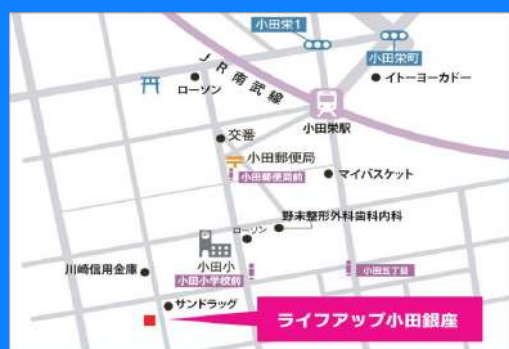 小田栄1
小田栄町
イトーヨーカドー
ローソン
JR南武線
小田栄駅
交番
小田郵便局
小田郵便局前
マイバスケット
野末整形外科歯科内科
ローソン
小田小
小田小学校前
小田五丁目
川崎信用金庫
サンドラッグ
ライフアップ小田銀座